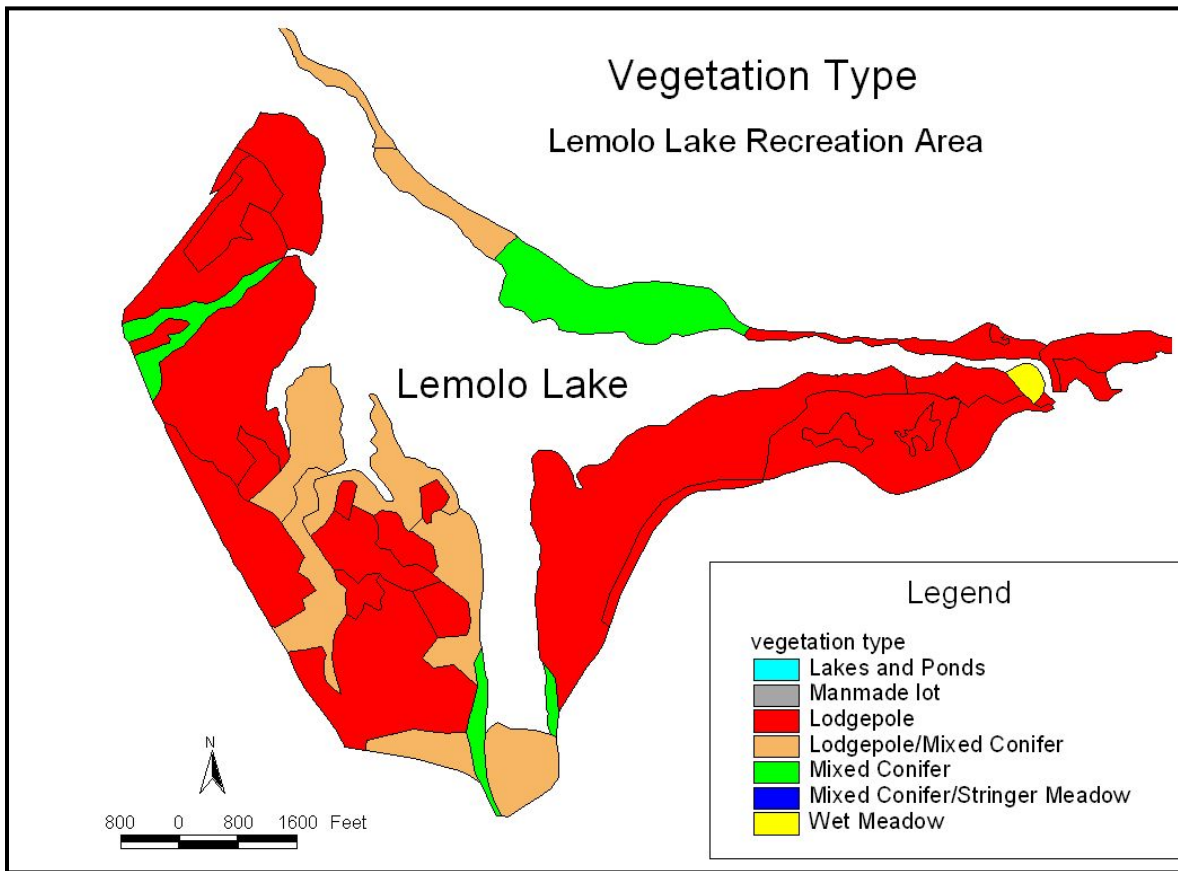 Vegetation Type
Lemolo Lake Recreation Area
Lemolo Lake
Legend
vegetation type
Lakes and Ponds
Manmade lot
Lodgepole
Lodgepole/Mixed Conifer
Mixed Conifer
Mixed Conifer/Stringer Meadow
Wet Meadow
N
800 0 800 1600 Feet